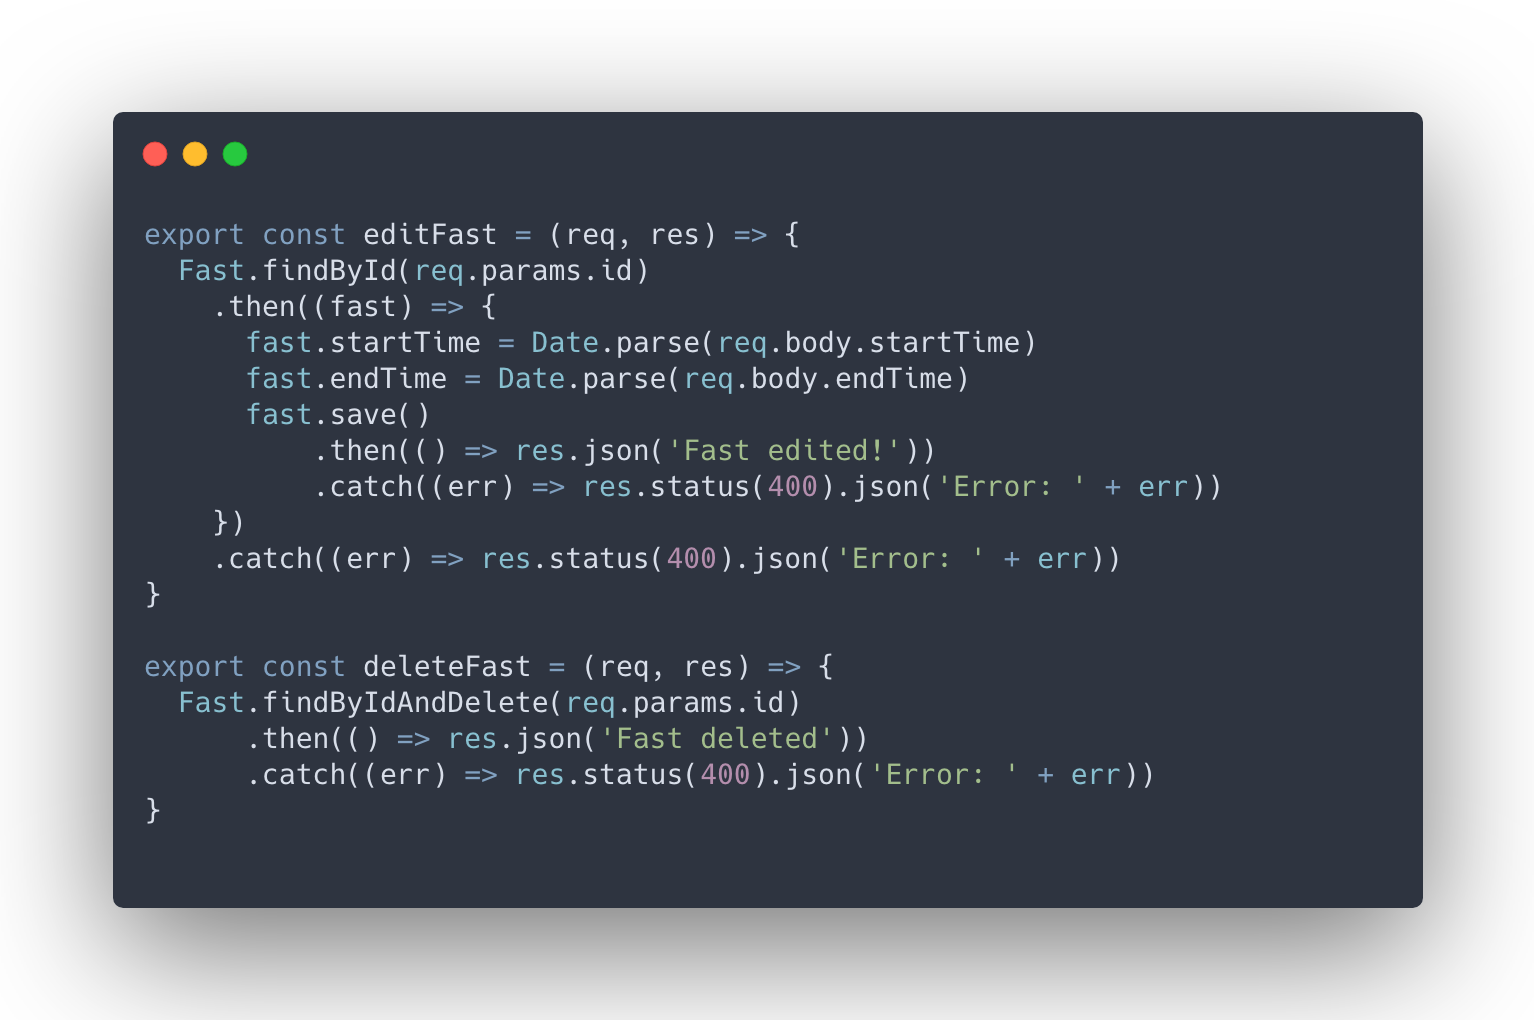 export const editFast = (req, res) => {
  Fast.findById(req.params.id)
    .then((fast) => {
      fast.startTime = Date.parse(req.body.startTime)
      fast.endTime = Date.parse(req.body.endTime)
      fast.save()
          .then(() => res.json('Fast edited!'))
          .catch((err) => res.status(400).json('Error: ' + err))
    })
    .catch((err) => res.status(400).json('Error: ' + err))
}

export const deleteFast = (req, res) => {
  Fast.findByIdAndDelete(req.params.id)
      .then(() => res.json('Fast deleted'))
      .catch((err) => res.status(400).json('Error: ' + err))
}